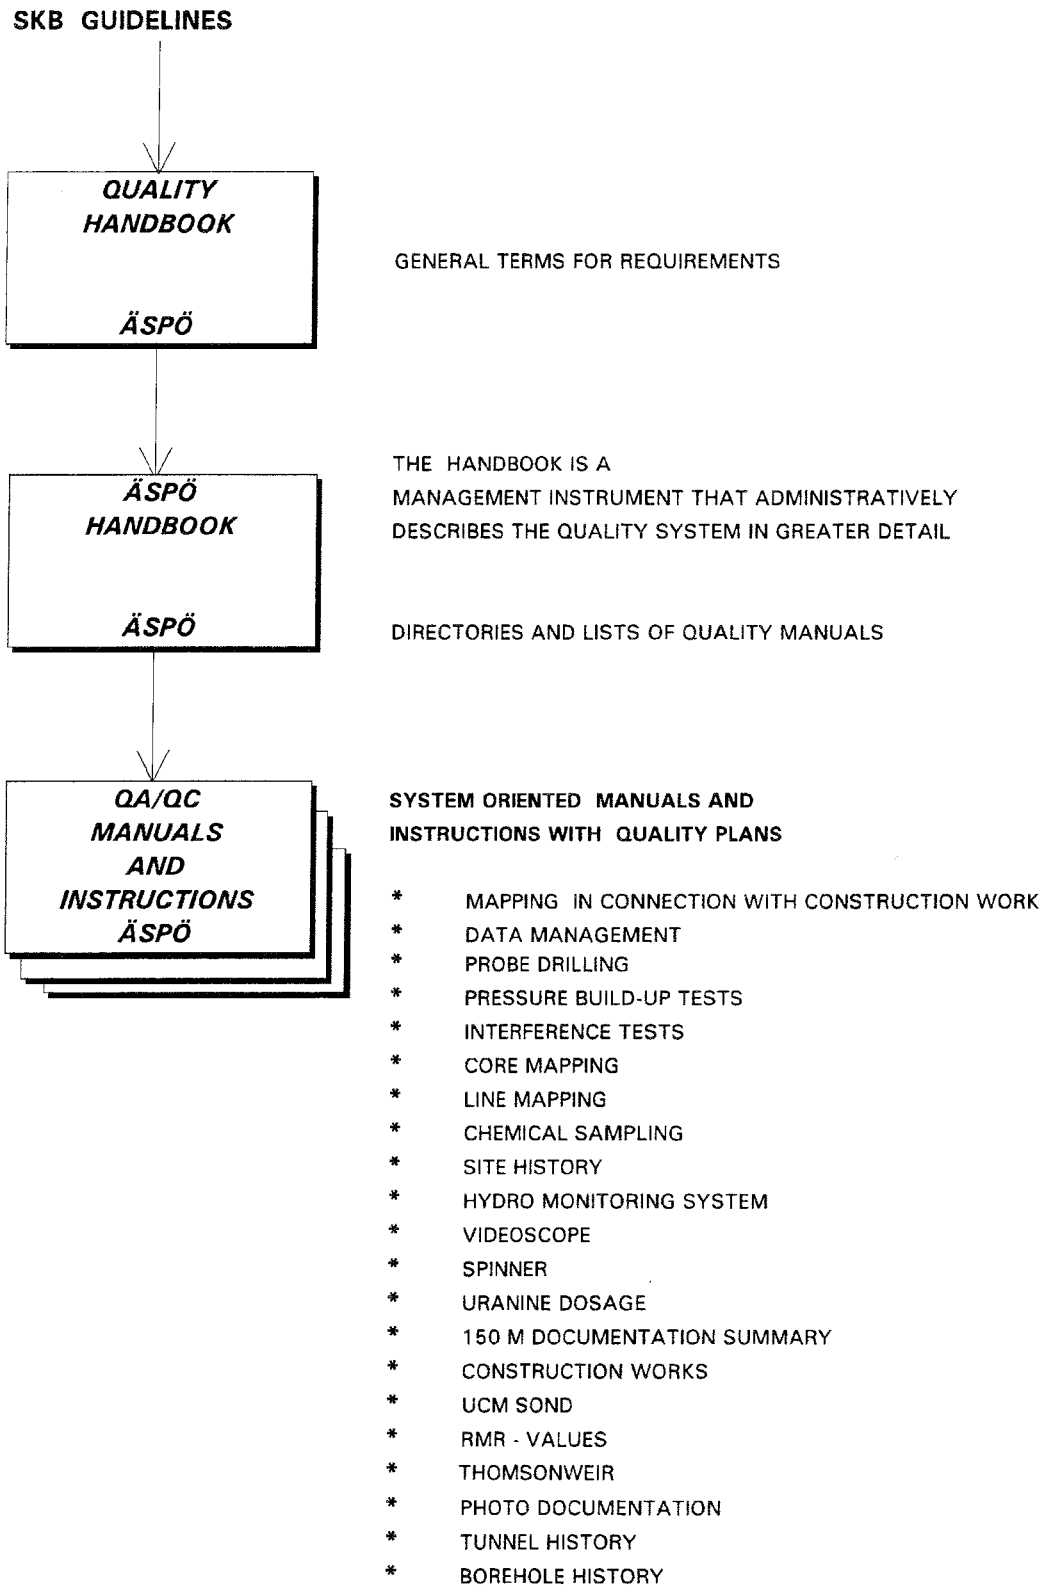 SKB GUIDELINES
QUALITY
HANDBOOK
ÄSPÖ
GENERAL TERMS FOR REQUIREMENTS
ÄSPÖ
HANDBOOK
ÄSPÖ
THE HANDBOOK IS A
MANAGEMENT INSTRUMENT THAT ADMINISTRATIVELY
DESCRIBES THE QUALITY SYSTEM IN GREATER DETAIL
DIRECTORIES AND LISTS OF QUALITY MANUALS
QA/QC
MANUALS
AND
INSTRUCTIONS
ÄSPÖ
SYSTEM ORIENTED MANUALS AND
INSTRUCTIONS WITH QUALITY PLANS
* MAPPING IN CONNECTION WITH CONSTRUCTION WORK
* DATA MANAGEMENT
* PROBE DRILLING
* PRESSURE BUILD-UP TESTS
* INTERFERENCE TESTS
* CORE MAPPING
* LINE MAPPING
* CHEMICAL SAMPLING
* SITE HISTORY
* HYDRO MONITORING SYSTEM
* VIDEOSCOPE
* SPINNER
* URANINE DOSAGE
* 150 M DOCUMENTATION SUMMARY
* CONSTRUCTION WORKS
* UCM SOND
* RMR - VALUES
* THOMSONWEIR
* PHOTO DOCUMENTATION
* TUNNEL HISTORY
* BOREHOLE HISTORY